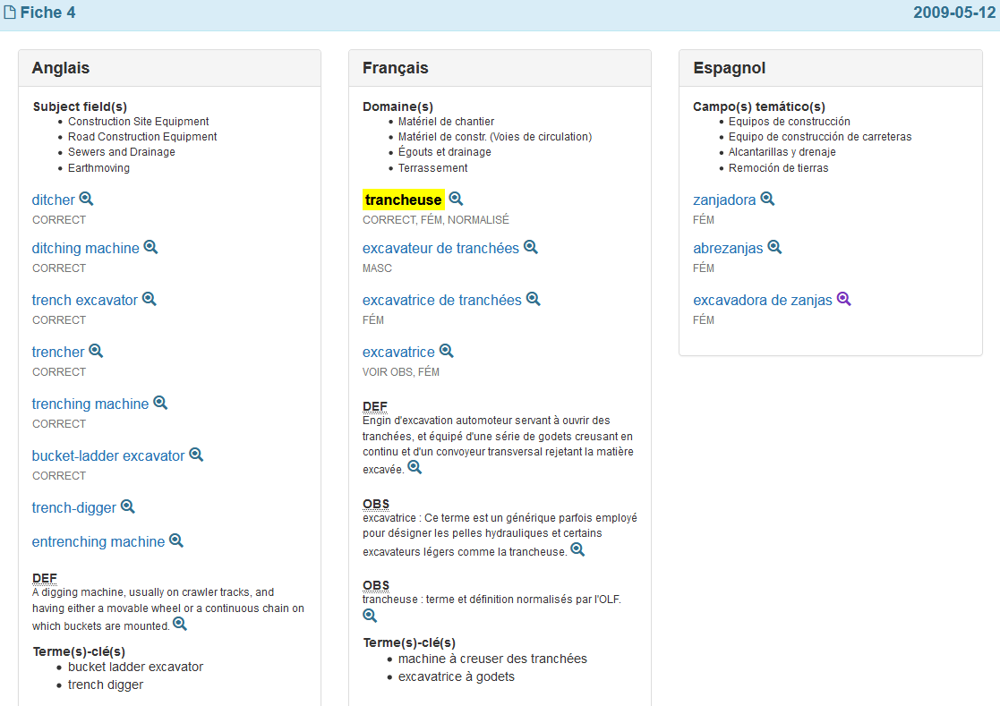 Fiche 4
2009-05-12
Anglais
Subject field(s)
Construction Site Equipment
Road Construction Equipment
Sewers and Drainage
Earthmoving
ditcher
CORRECT
ditching machine
CORRECT
trench excavator
CORRECT
trencher
CORRECT
trenching machine
CORRECT
bucket-ladder excavator
CORRECT
trench-digger
entrenching machine
DEF
A digging machine, usually on crawler tracks, and
having either a movable wheel or a continuous chain on
which buckets are mounted.
Terme(s)-clé(s)
bucket ladder excavator
trench digger
Français
Domaine(s)
Matériel de chantier
Matériel de constr. (Voies de circulation)
Égouts et drainage
Terrassement
trancheuse
CORRECT, FÉM, NORMALISÉ
excavateur de tranchées
MASC
excavatrice de tranchées
FÉM
excavatrice
VOIR OBS, FÉM
DEF
Engin d'excavation automoteur servant à ouvrir des
tranchées, et équipé d'une série de godets creusant en
continu et d'un convoyeur transversal rejetant la matière
excavée.
OBS
excavatrice : Ce terme est un générique parfois employé
pour désigner les pelles hydrauliques et certains
excavateurs légers comme la trancheuse.
OBS
trancheuse : terme et définition normalisés par l'OLF.
Terme(s)-clé(s)
machine à creuser des tranchées
excavatrice à godets
Espagnol
Campo(s) temático(s)
Equipos de construcción
Equipo de construcción de carreteras
Alcantarillas y drenaje
Remoción de tierras
zanjadora
FÉM
abrezanjas
FÉM
excavadora de zanjas
FÉM